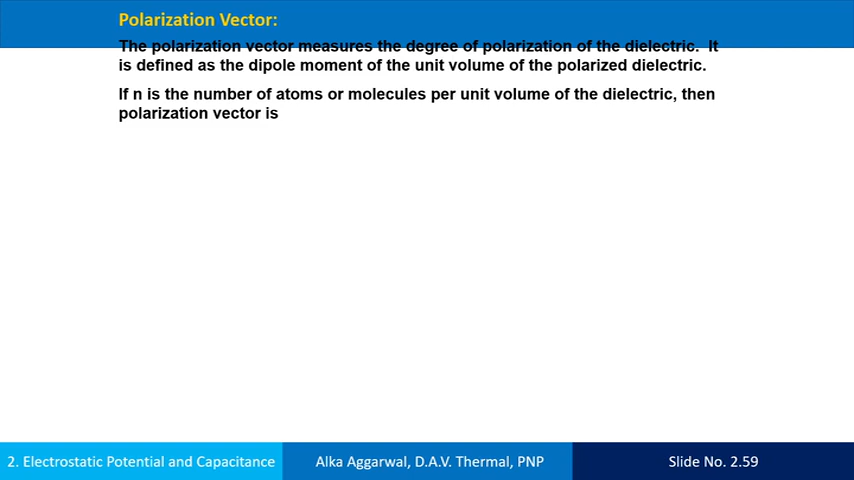 Polarization Vector:
The polarization vector measures the degree of polarization of the dielectric.  It
is defined as the dipole moment of the unit volume of the polarized dielectric.
If n is the number of atoms or molecules per unit volume of the dielectric, then
polarization vector is
2. Electrostatic Potential and Capacitance
Alka Aggarwal, D.A.V. Thermal, PNP
Slide No. 2.59